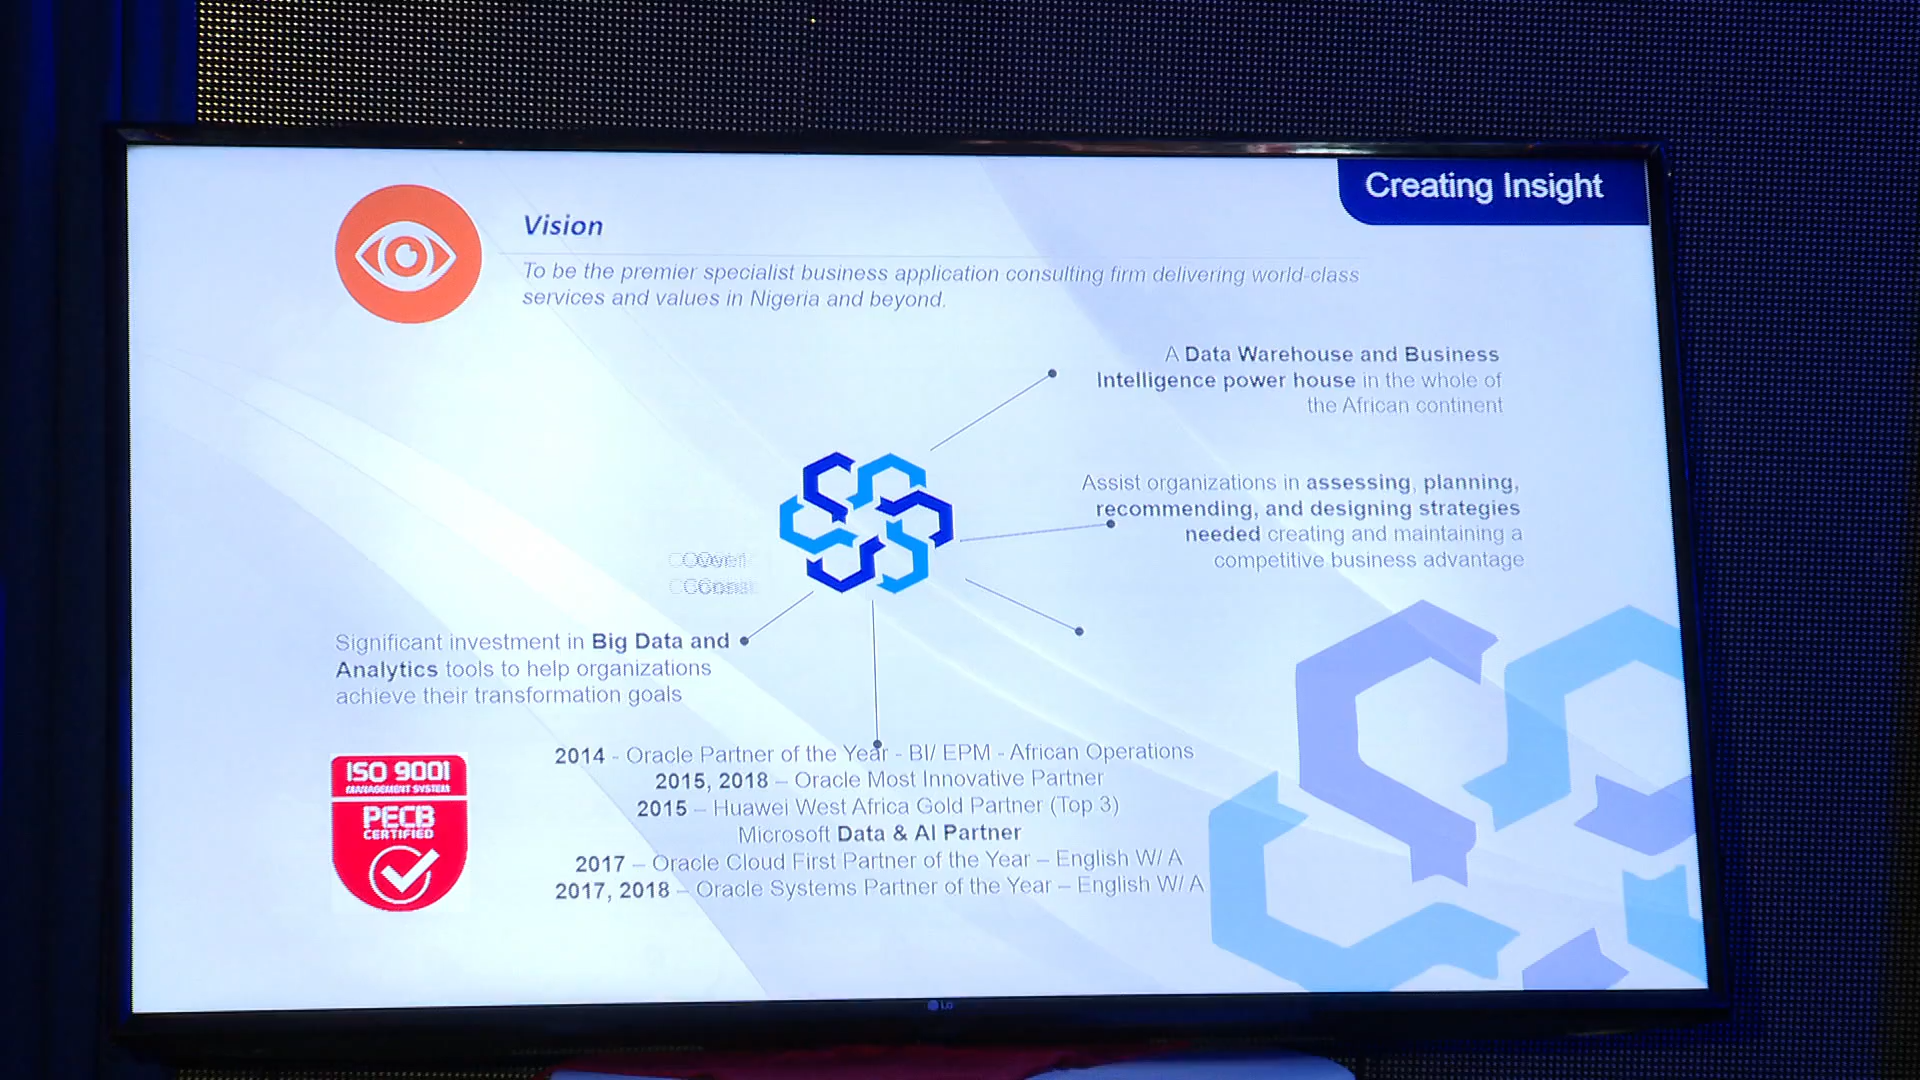 Creating Insight
Vision
To be the premier specialist business application consulting firm delivering world-class
services and values in Nigeria and beyond.
A Data Warehouse and Business
Intelligence power house in the whole of
the African continent
Assist organizations in assessing, planning,
recommending, and designing strategies
needed creating and maintaining a
competitive business advantage
Significant investment in Big Data and
Analytics tools to help organizations
achieve their transformation goals
ISO 9001
MANAGEMENT SYSTEM
PECB
CERTIFIED
2014 - Oracle Partner of the Year - BI/ EPM - African Operations
2015, 2018 – Oracle Most Innovative Partner
2015 – Huawei West Africa Gold Partner (Top 3)
Microsoft Data & AI Partner
2017 – Oracle Cloud First Partner of the Year – English W/ A
2017, 2018 – Oracle Systems Partner of the Year – English W/ A
LG